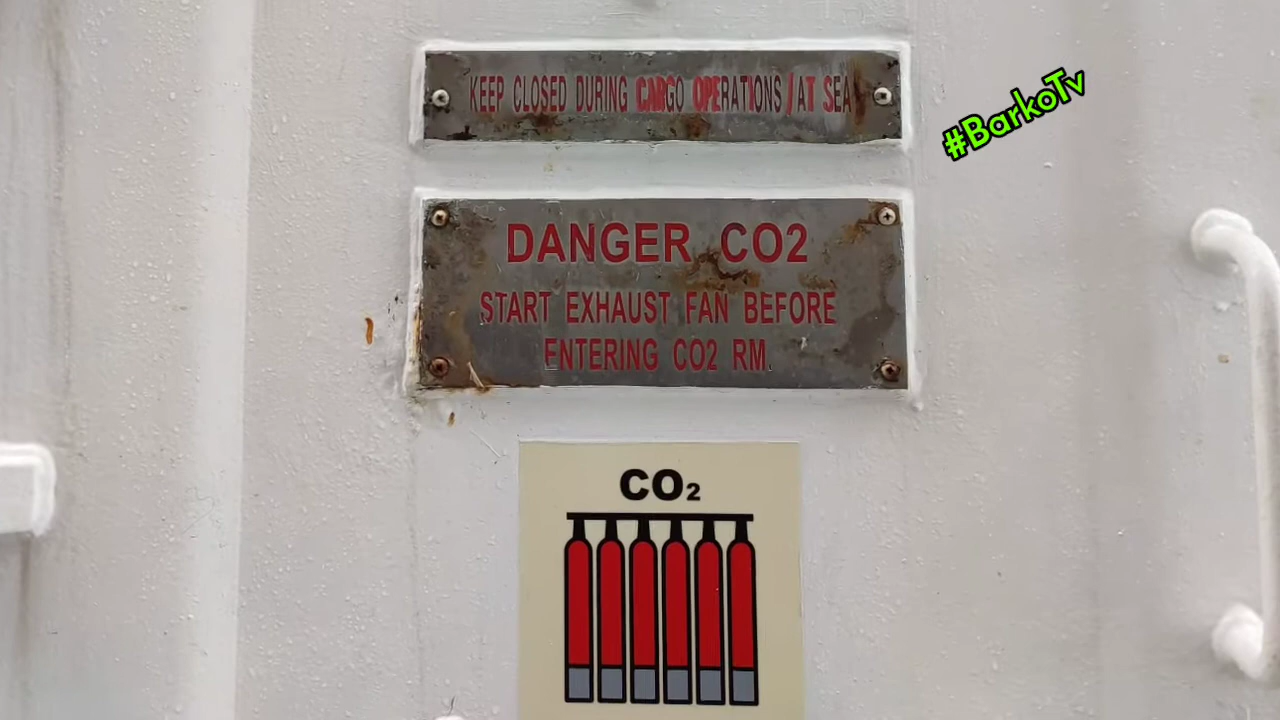 KEEP CLOSED DURING CARGO OPERATIONS / AT SEA
#BarkoTv
DANGER CO2
START EXHAUST FAN BEFORE
ENTERING CO2 RM.
CO₂